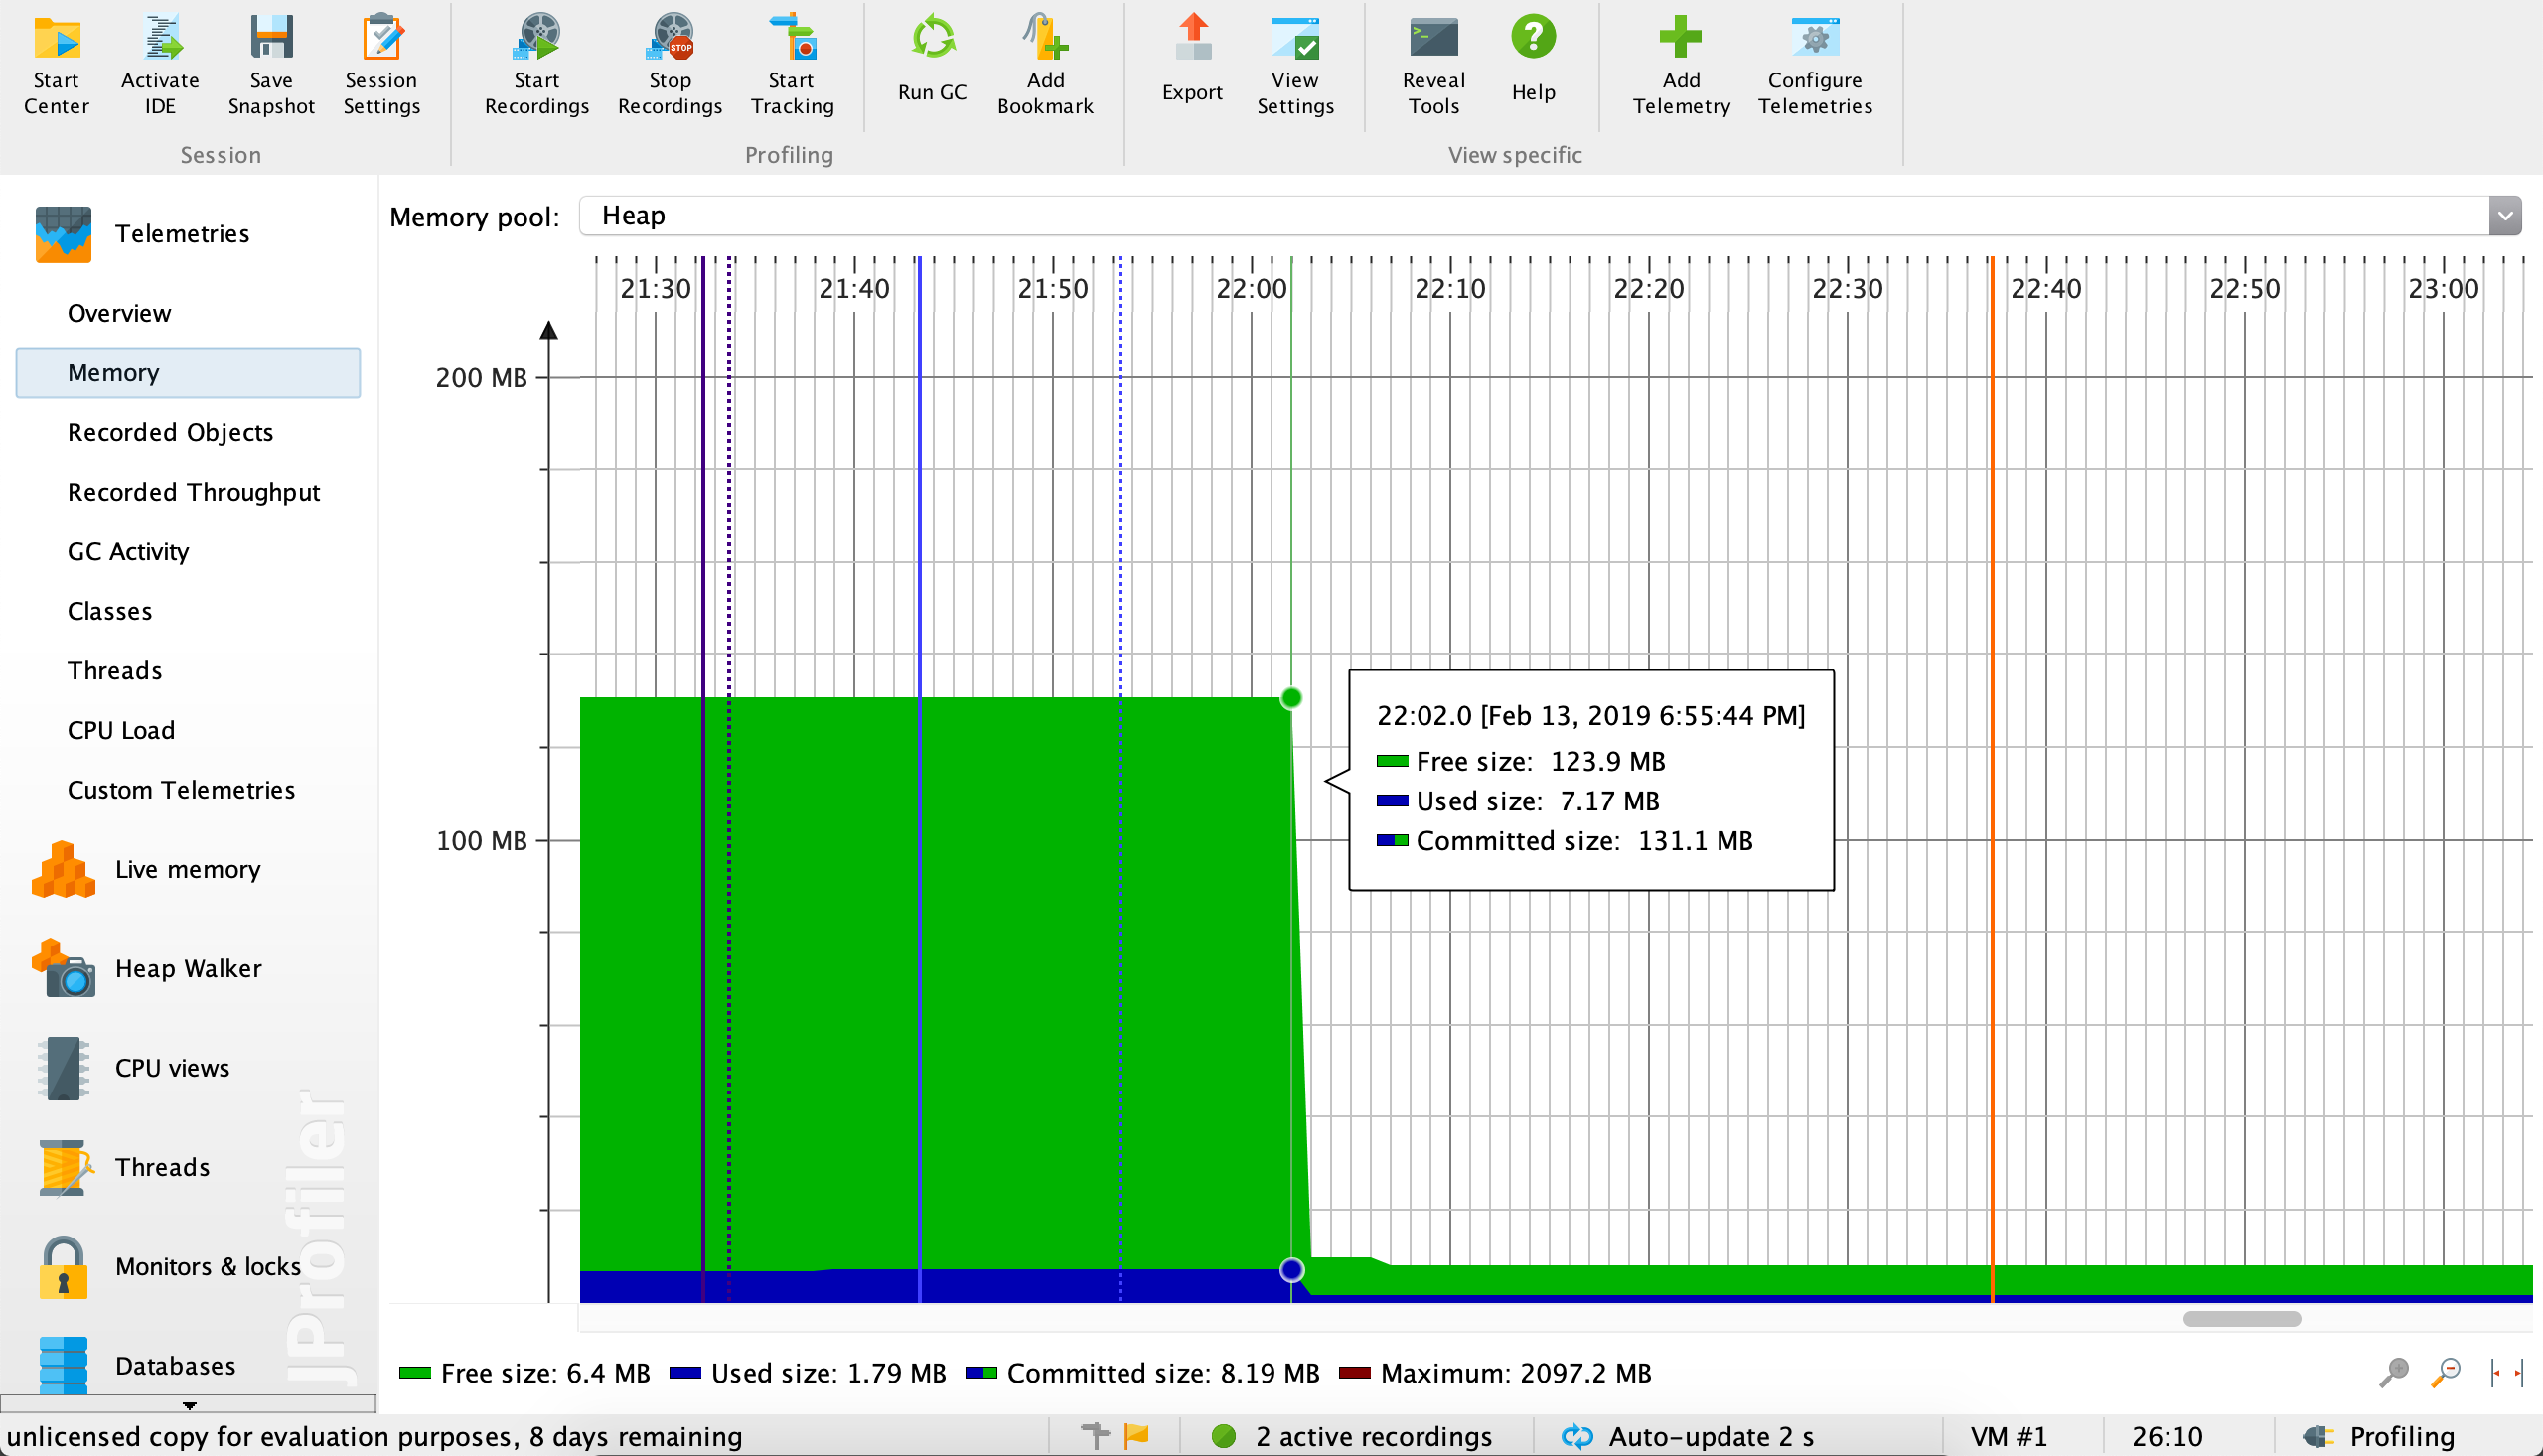 Start Center
Activate IDE
Save Snapshot
Session Settings
Start Recordings
Stop Recordings
STOP
Start Tracking
Run GC
Add Bookmark
Export
View Settings
Reveal Tools
Help
Add Telemetry
Configure Telemetries
Session
Profiling
View specific
Telemetries
Overview
Memory
Recorded Objects
Recorded Throughput
GC Activity
Classes
Threads
CPU Load
Custom Telemetries
Live memory
Heap Walker
CPU views
Threads
Monitors & locks
Databases
JProfiler
Memory pool: Heap
21:30 21:40 21:50 22:00 22:10 22:20 22:30 22:40 22:50 23:00
200 MB
100 MB
22:02.0 [Feb 13, 2019 6:55:44 PM]
Free size: 123.9 MB
Used size: 7.17 MB
Committed size: 131.1 MB
Free size: 6.4 MB Used size: 1.79 MB Committed size: 8.19 MB Maximum: 2097.2 MB
unlicensed copy for evaluation purposes, 8 days remaining 2 active recordings Auto-update 2 s VM #1 26:10 Profiling